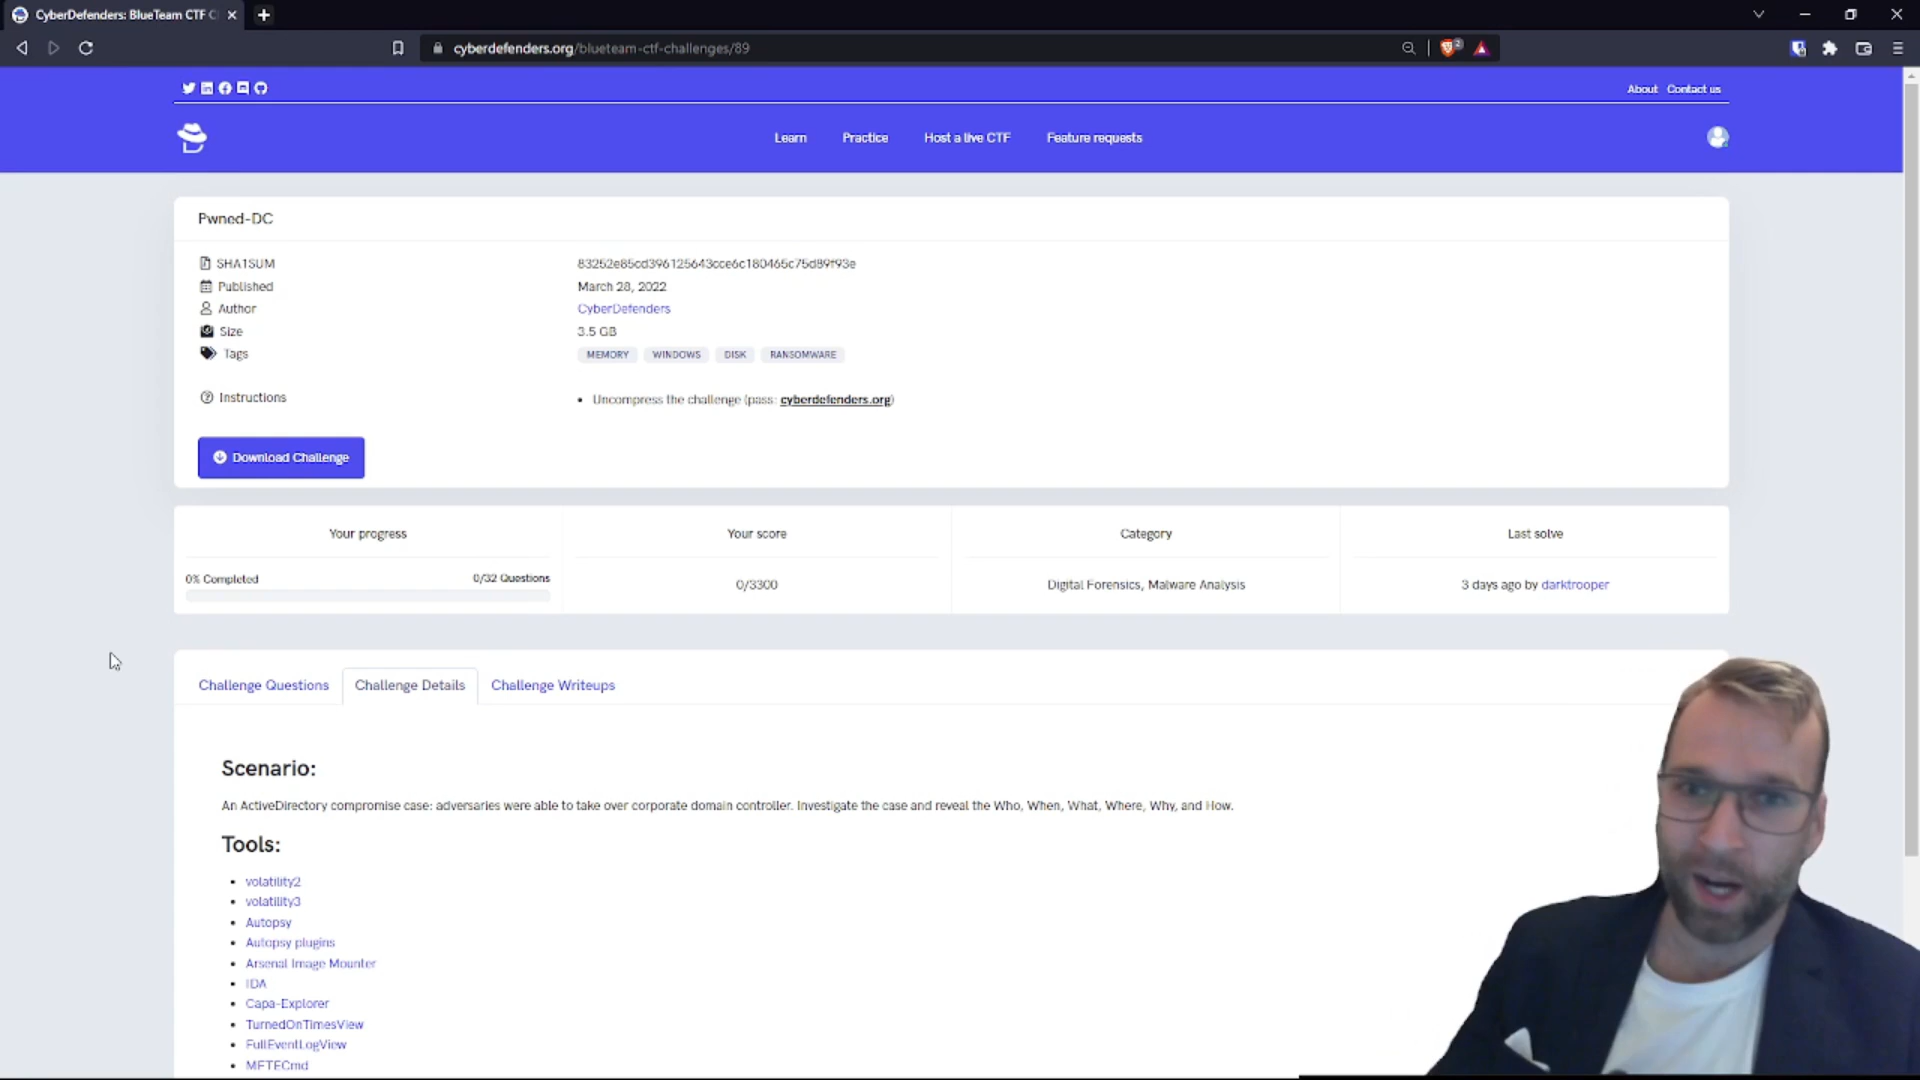 CyberDefenders: BlueTeam CTF C
cyberdefenders.org/blueteam-ctf-challenges/89
2
About Contact us
Learn Practice Host a live CTF Feature requests
Pwned-DC
SHA1SUM 83252e85cd396125643cce6c180465c75d89f93e
Published March 28, 2022
Author CyberDefenders
Size 3.5 GB
Tags MEMORY WINDOWS DISK RANSOMWARE
Instructions • Uncompress the challenge (pass: cyberdefenders.org)
Download Challenge
Your progress Your score Category Last solve
0% Completed 0/32 Questions 0/3300 Digital Forensics, Malware Analysis 3 days ago by darktrooper
Challenge Questions Challenge Details Challenge Writeups
Scenario:
An ActiveDirectory compromise case: adversaries were able to take over corporate domain controller. Investigate the case and reveal the Who, When, What, Where, Why, and How.
Tools:
• volatility2
• volatility3
• Autopsy
• Autopsy plugins
• Arsenal Image Mounter
• IDA
• Capa-Explorer
• TurnedOnTimesView
• FullEventLogView
• MFTECmd